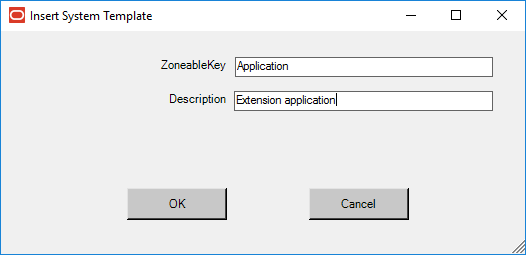 Insert System Template
ZoneableKey Application
Description Extension application
OK Cancel